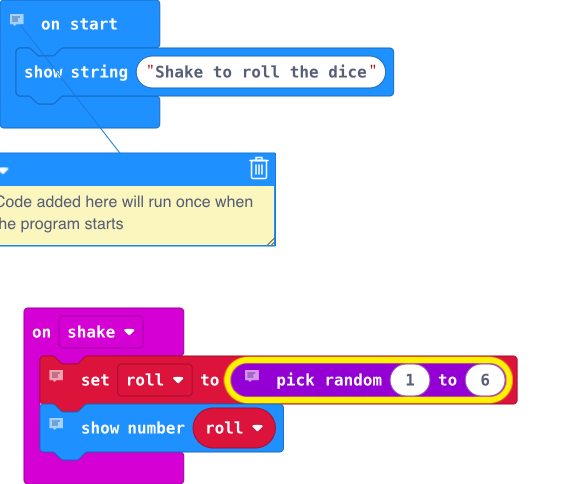 on start
show string "Shake to roll the dice"
Code added here will run once when
the program starts
on shake
set roll to pick random 1 to 6
show number roll